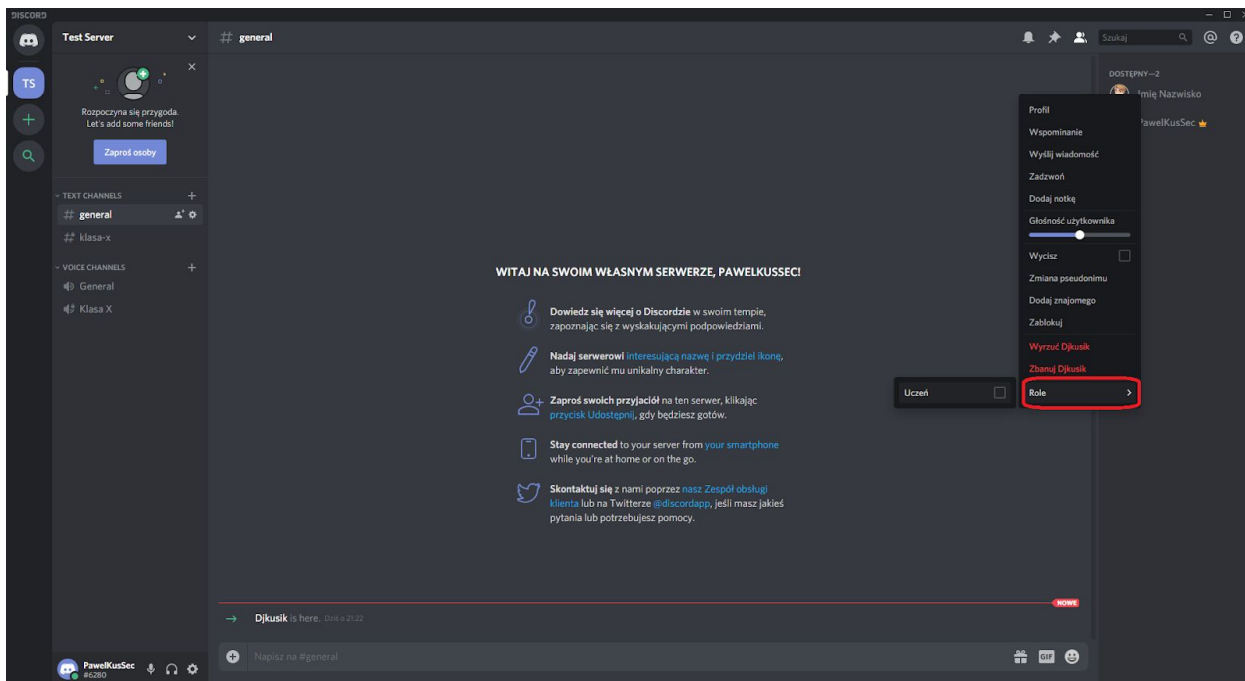 DISCORD
Test Server
# general
Szukaj
TS
Rozpoczyna się przygoda.
Let's add some friends!
Zaproś osoby
TEXT CHANNELS
general
klasa-x
VOICE CHANNELS
General
Klasa X
WITAJ NA SWOIM WŁASNYM SERWERZE, PAWELKUSSEC!
Dowiedz się więcej o Discordzie w swoim tempie,
zapoznając się z wyskakującymi podpowiedziami.
Nadaj serwerowi interesującą nazwę i przydziel ikonę,
aby zapewnić mu unikalny charakter.
Zaproś swoich przyjaciół na ten serwer, klikając
przycisk Udostępnij, gdy będziesz gotów.
Stay connected to your server from your smartphone
while you're at home or on the go.
Skontaktuj się z nami poprzez nasz Zespół obsługi
klienta lub na Twitterze @discordapp, jeśli masz jakieś
pytania lub potrzebujesz pomocy.
NOWE
Djkusik is here. Dziś o 21:22
Napisz na #general
GIF
PawelKusSec
#6280
DOSTĘPNY—2
Imię Nazwisko
PawelKusSec
Profil
Wspominanie
Wyślij wiadomość
Zadzwoń
Dodaj notkę
Głośność użytkownika
Wycisz
Zmiana pseudonimu
Dodaj znajomego
Zablokuj
Wyrzuć Djkusik
Zbanuj Djkusik
Role
Uczeń